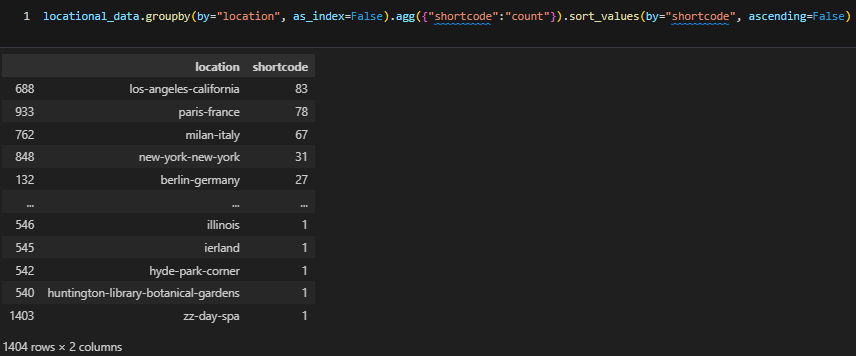 1 locational_data.groupby(by="location", as_index=False).agg({"shortcode":"count"}).sort_values(by="shortcode", ascending=False)
location shortcode
688 los-angeles-california 83
933 paris-france 78
762 milan-italy 67
848 new-york-new-york 31
132 berlin-germany 27
... ... ...
546 illinois 1
545 ierland 1
542 hyde-park-corner 1
540 huntington-library-botanical-gardens 1
1403 zz-day-spa 1
1404 rows × 2 columns